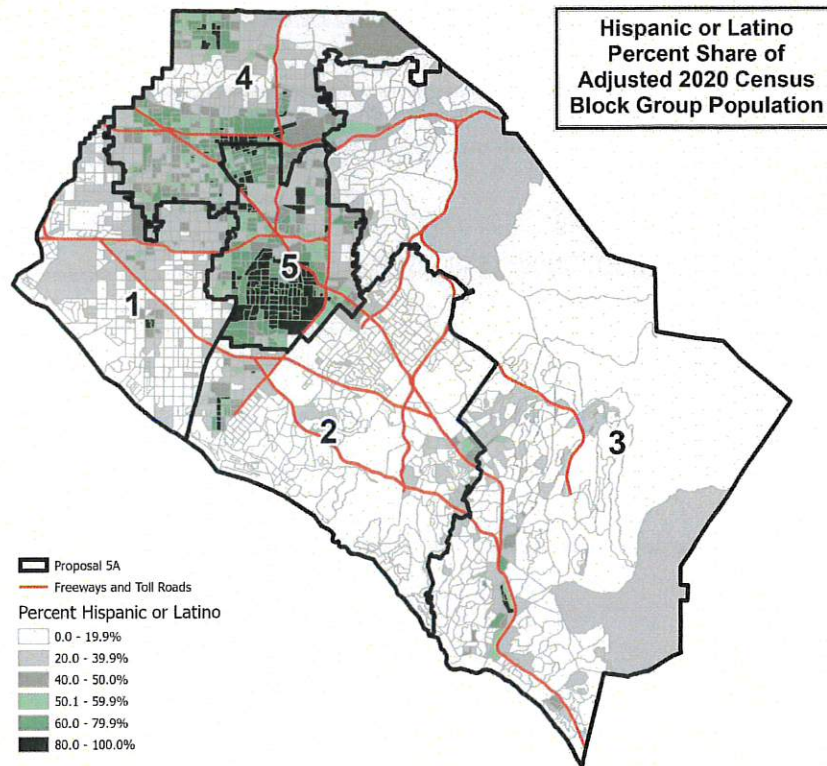 Hispanic or Latino
Percent Share of
Adjusted 2020 Census
Block Group Population
4
5
1
2
3
Proposal 5A
Freeways and Toll Roads
Percent Hispanic or Latino
0.0 - 19.9%
20.0 - 39.9%
40.0 - 50.0%
50.1 - 59.9%
60.0 - 79.9%
80.0 - 100.0%